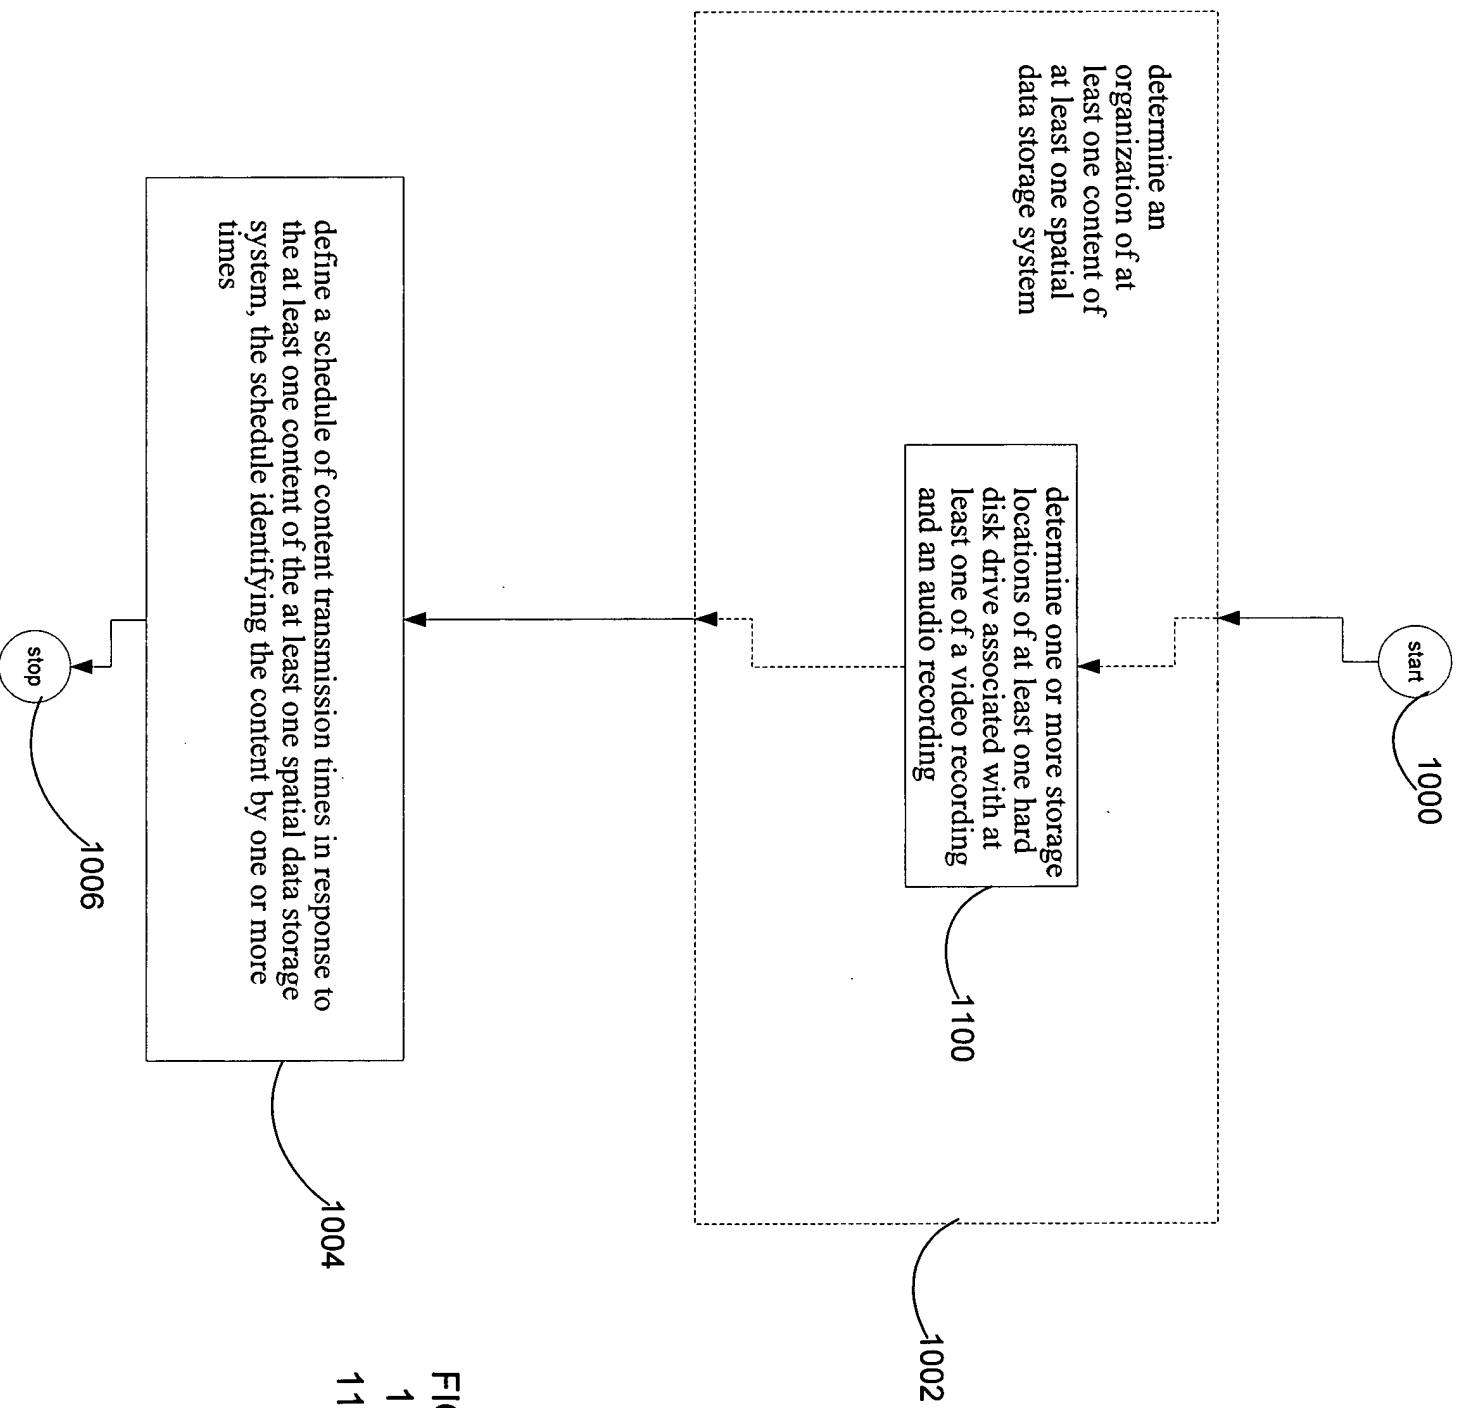 start
1000
determine an
organization of at
least one content of
at least one spatial
data storage system
determine one or more storage
locations of at least one hard
disk drive associated with at
least one of a video recording
and an audio recording
1100
1002
define a schedule of content transmission times in response to
the at least one content of the at least one spatial data storage
system, the schedule identifying the content by one or more
times
1004
stop
1006